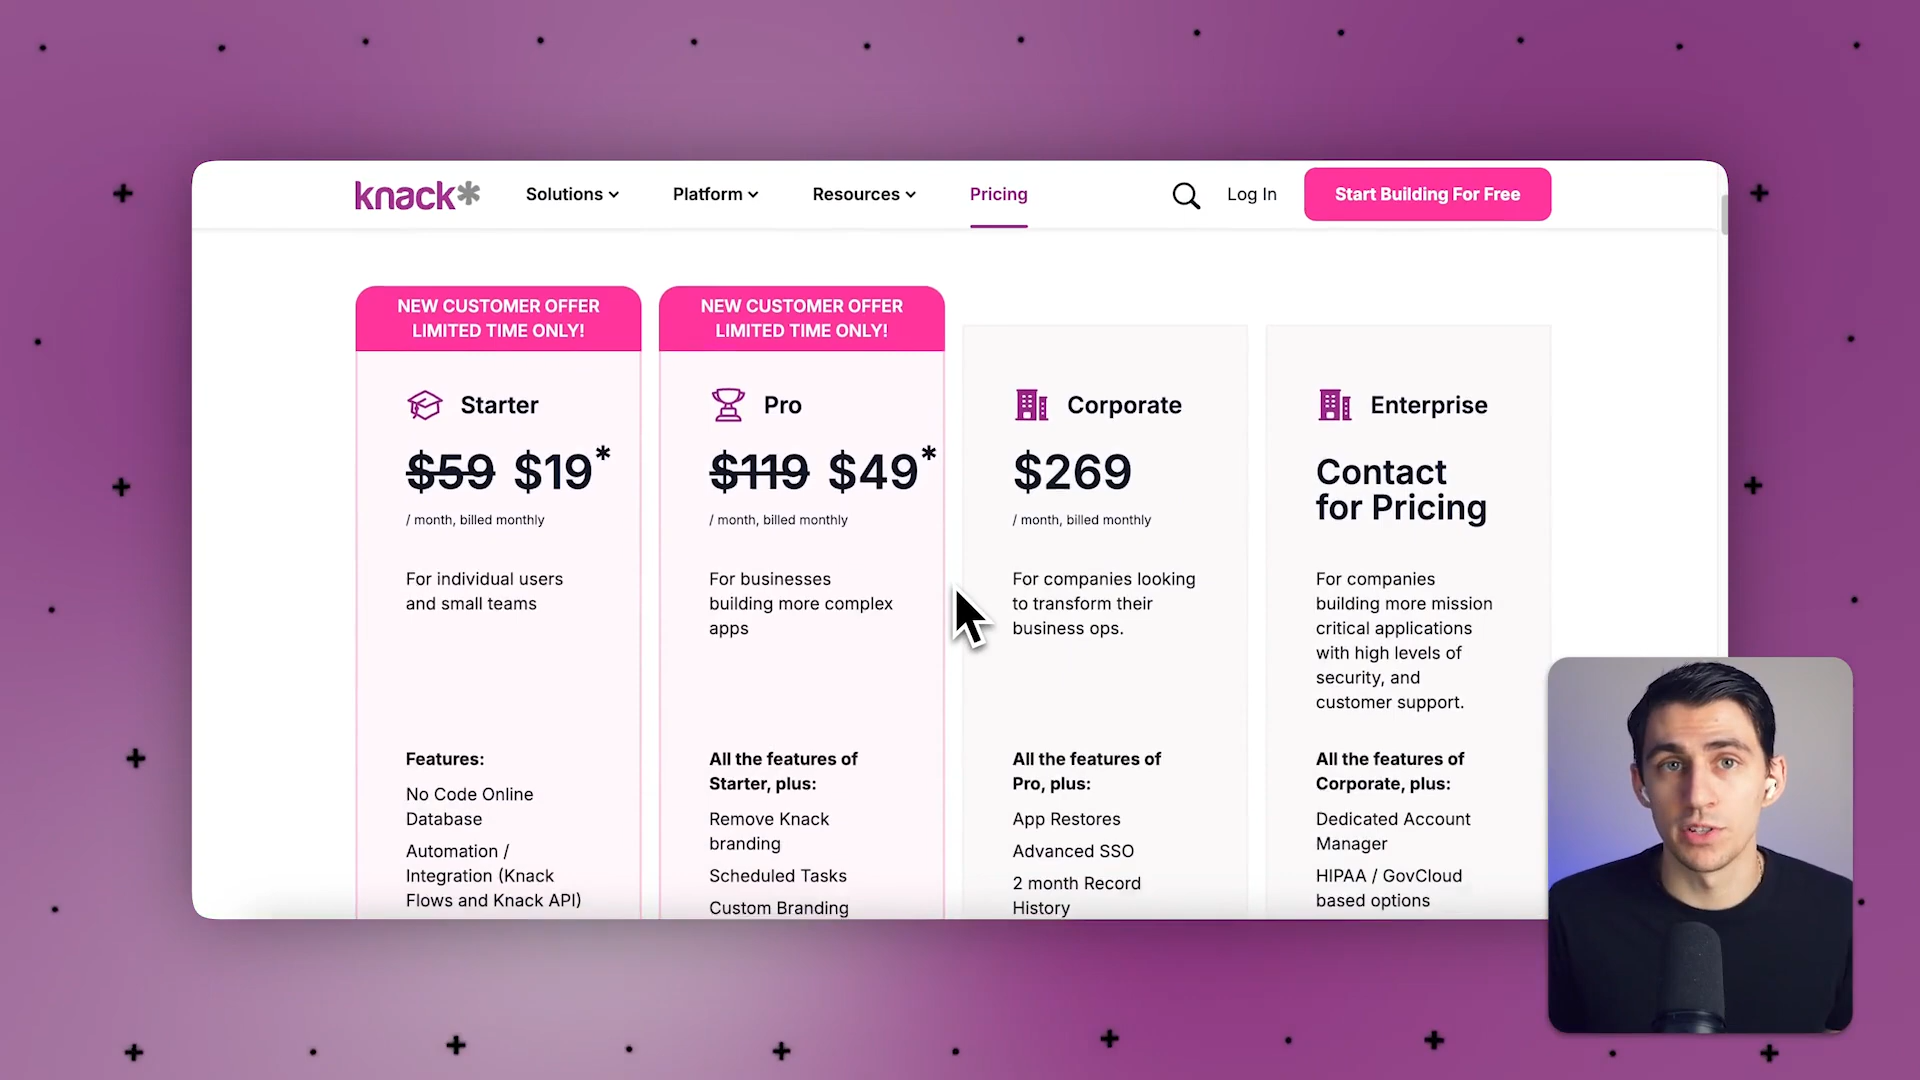 knack*
Solutions
Platform
Resources
Pricing
Log In
Start Building For Free
NEW CUSTOMER OFFER
LIMITED TIME ONLY!
Starter
$59 $19*
/ month, billed monthly
For individual users
and small teams
Features:
No Code Online
Database
Automation /
Integration (Knack
Flows and Knack API)
NEW CUSTOMER OFFER
LIMITED TIME ONLY!
Pro
$119 $49*
/ month, billed monthly
For businesses
building more complex
apps
All the features of
Starter, plus:
Remove Knack
branding
Scheduled Tasks
Custom Branding
Corporate
$269
/ month, billed monthly
For companies looking
to transform their
business ops.
All the features of
Pro, plus:
App Restores
Advanced SSO
2 month Record
History
Enterprise
Contact
for Pricing
For companies
building more mission
critical applications
with high levels of
security, and
customer support.
All the features of
Corporate, plus:
Dedicated Account
Manager
HIPAA / GovCloud
based options